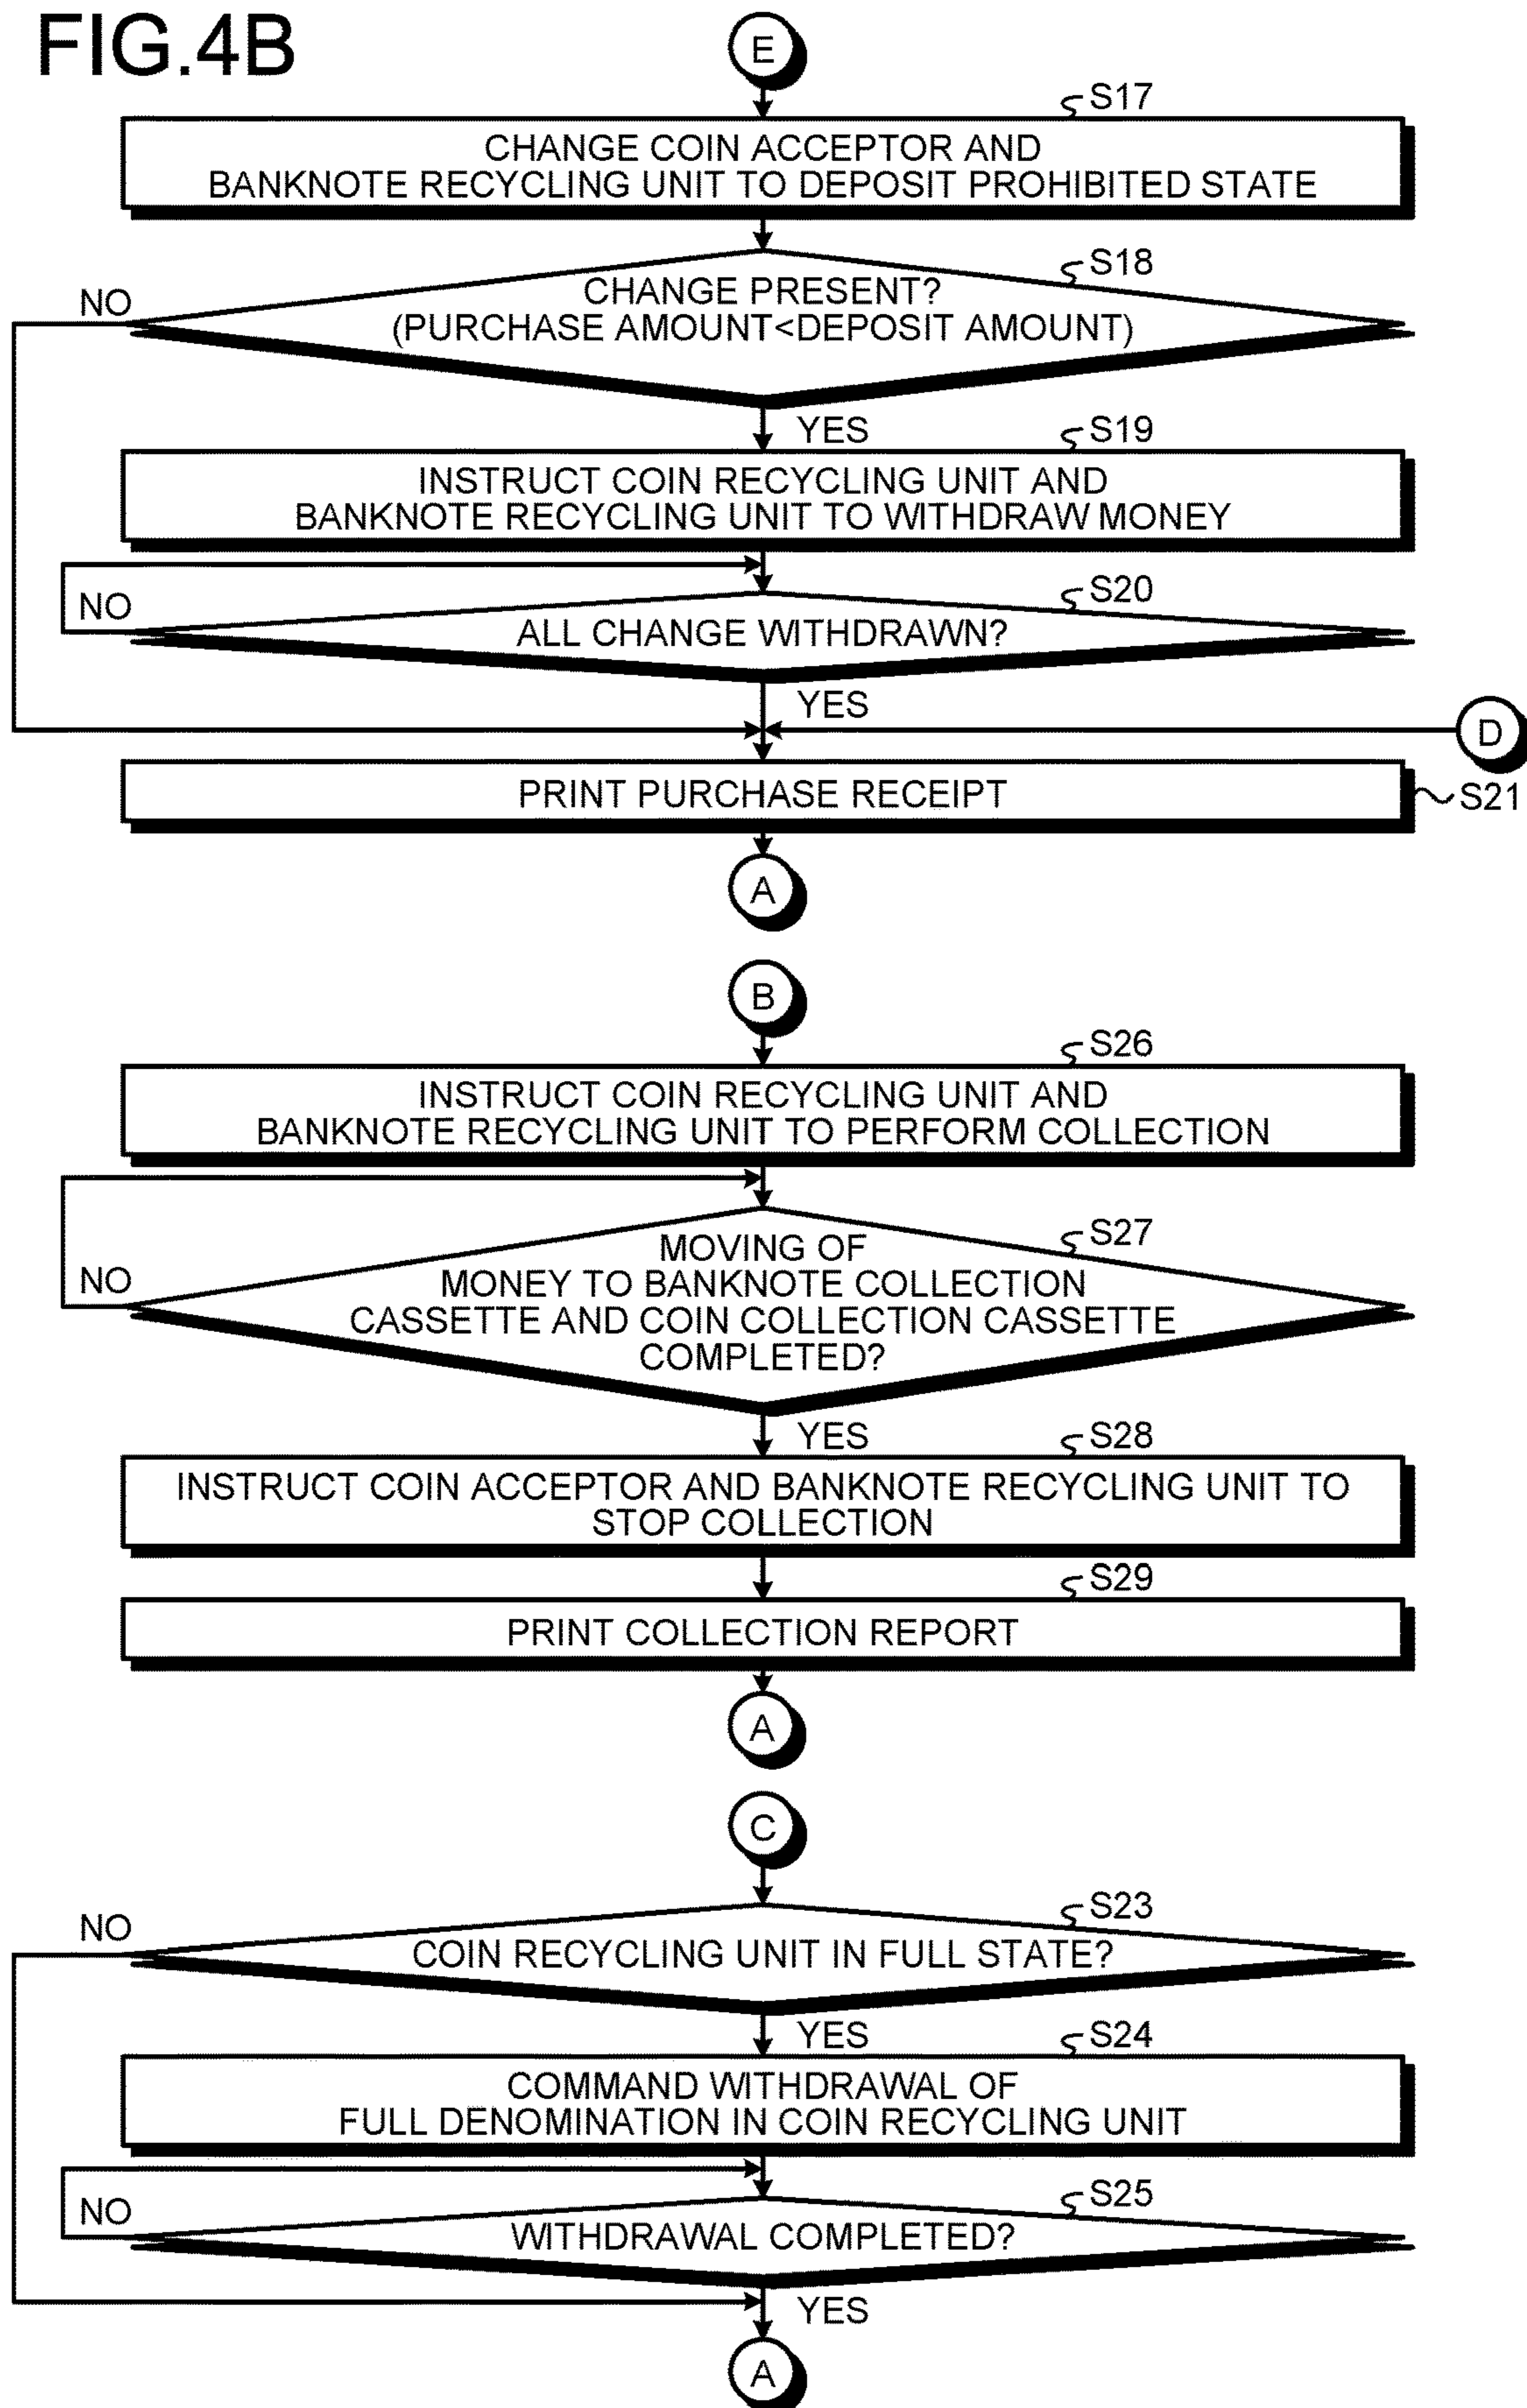 FIG.4B
E
S17
CHANGE COIN ACCEPTOR AND
BANKNOTE RECYCLING UNIT TO DEPOSIT PROHIBITED STATE
S18
NO
CHANGE PRESENT?
(PURCHASE AMOUNT<DEPOSIT AMOUNT)
YES
S19
INSTRUCT COIN RECYCLING UNIT AND
BANKNOTE RECYCLING UNIT TO WITHDRAW MONEY
S20
NO
ALL CHANGE WITHDRAWN?
YES
D
PRINT PURCHASE RECEIPT
S21
A
B
S26
INSTRUCT COIN RECYCLING UNIT AND
BANKNOTE RECYCLING UNIT TO PERFORM COLLECTION
S27
NO
MOVING OF
MONEY TO BANKNOTE COLLECTION
CASSETTE AND COIN COLLECTION CASSETTE
COMPLETED?
YES
S28
INSTRUCT COIN ACCEPTOR AND BANKNOTE RECYCLING UNIT TO
STOP COLLECTION
S29
PRINT COLLECTION REPORT
A
C
S23
NO
COIN RECYCLING UNIT IN FULL STATE?
YES
S24
COMMAND WITHDRAWAL OF
FULL DENOMINATION IN COIN RECYCLING UNIT
S25
NO
WITHDRAWAL COMPLETED?
YES
A